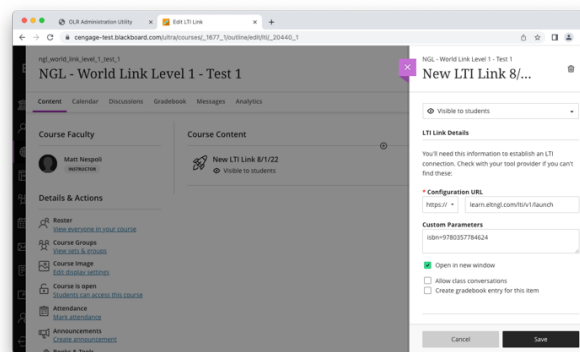 OLR Administration Utility
Edit LTI Link
cengage-test.blackboard.com/ultra/courses/_1677_1/outline/edit/lti/_20440_1
ngl_world_link_level_1_test_1
NGL - World Link Level 1 - Test 1
Content Calendar Discussions Gradebook Messages Analytics
Course Faculty
Matt Nespoli
INSTRUCTOR
Details & Actions
Roster
View everyone in your course
Course Groups
View sets & groups
Course Image
Edit display settings
Course is open
Students can access this course
Attendance
Mark attendance
Announcements
Create announcement
Books & Tools
Course Content
New LTI Link 8/1/22
Visible to students
NGL - World Link Level 1 - Test 1
New LTI Link 8/...
Visible to students
LTI Link Details
You'll need this information to establish an LTI
connection. Check with your tool provider if you can't
find these:
* Configuration URL
https:// learn.eltngl.com/lti/v1/launch
Custom Parameters
isbn=9780357784624
Open in new window
Allow class conversations
Create gradebook entry for this item
Cancel Save